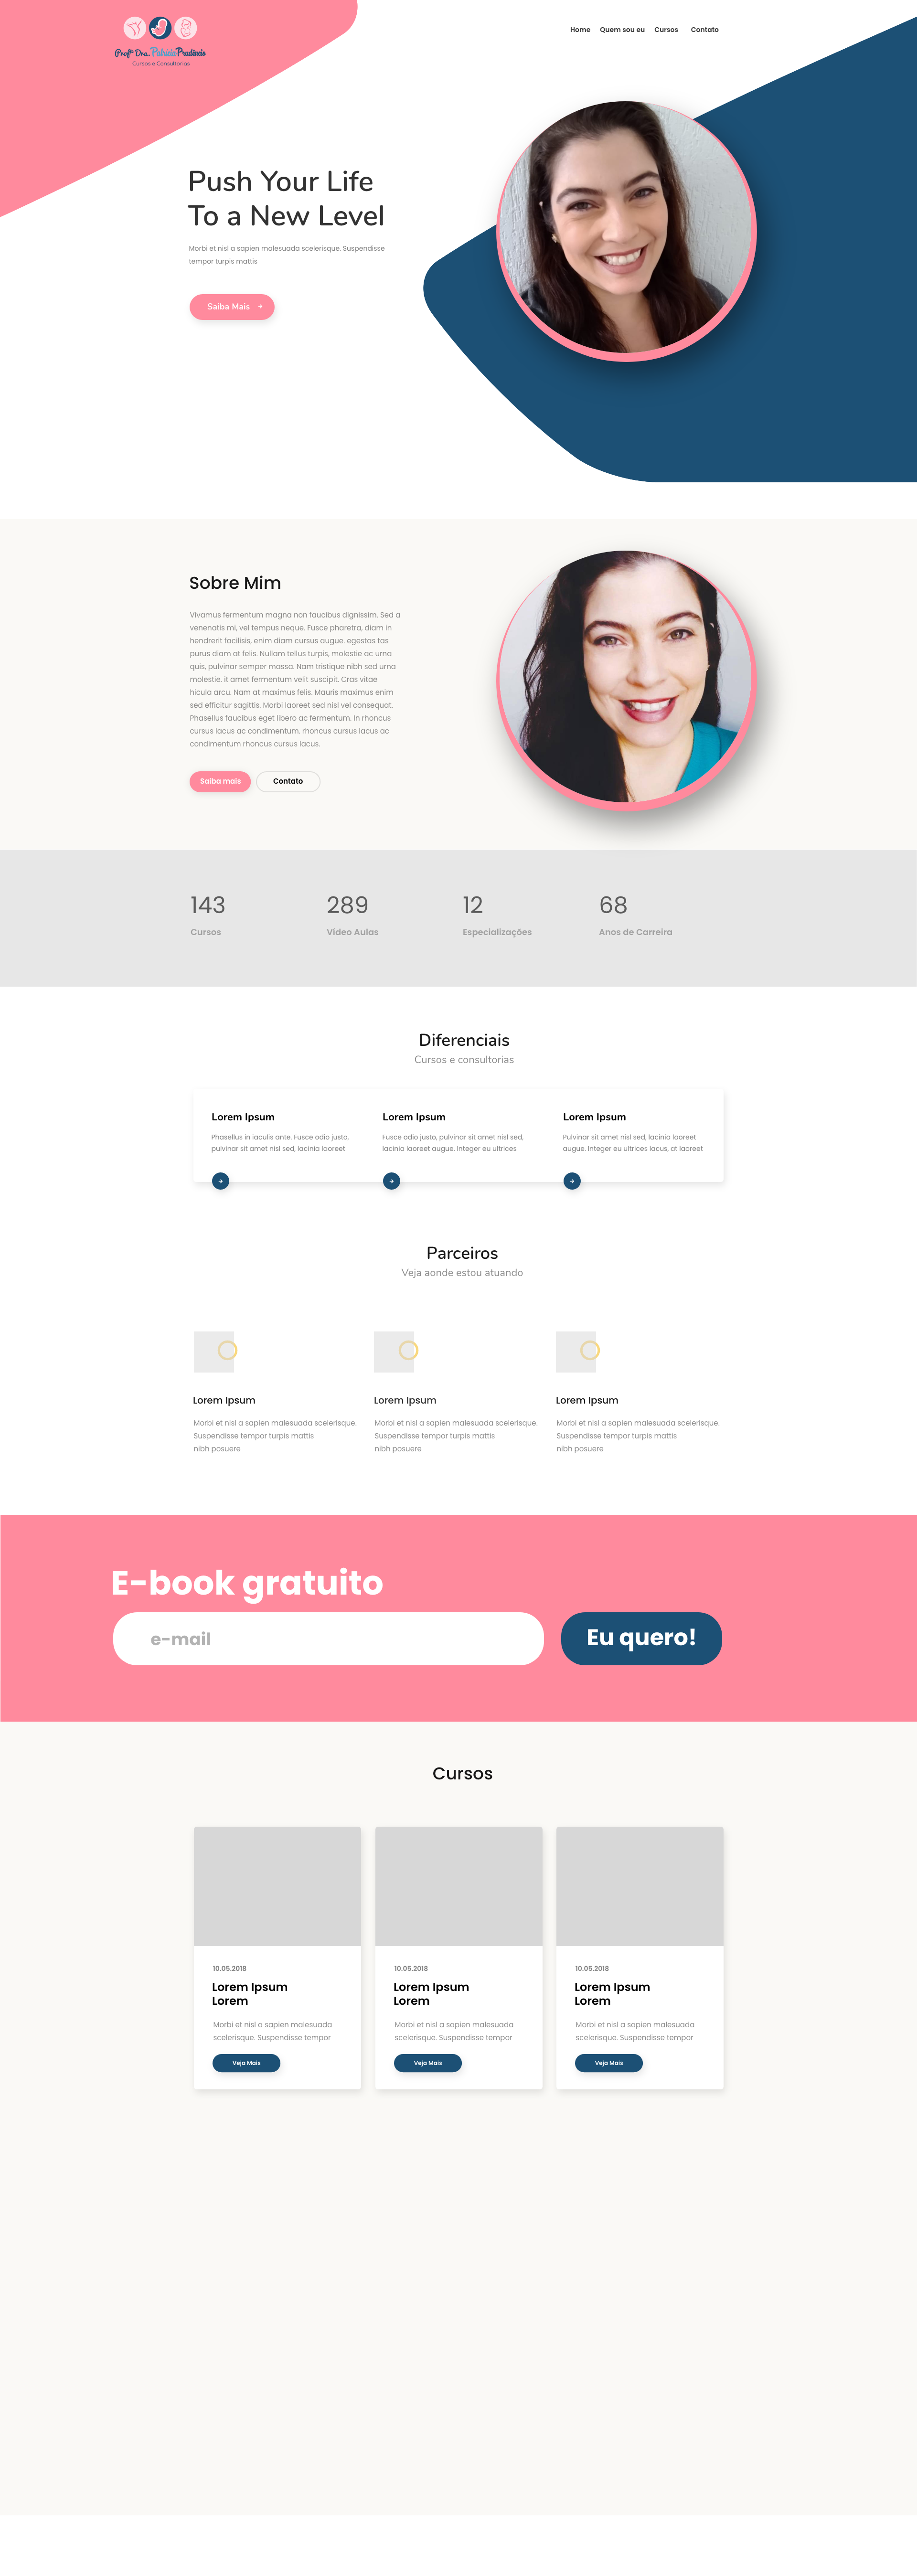 Home Quem sou eu Cursos Contato
Profª Dra. Patricia Prudêncio
Cursos e Consultorias
Push Your Life
To a New Level
Morbi et nisl a sapien malesuada scelerisque. Suspendisse
tempor turpis mattis
Saiba Mais
Sobre Mim
Vivamus fermentum magna non faucibus dignissim. Sed a
venenatis mi, vel tempus neque. Fusce pharetra, diam in
hendrerit facilisis, enim diam cursus augue. egestas tas
purus diam at felis. Nullam tellus turpis, molestie ac urna
quis, pulvinar semper massa. Nam tristique nibh sed urna
molestie. it amet fermentum velit suscipit. Cras vitae
hicula arcu. Nam at maximus felis. Mauris maximus enim
sed efficitur sagittis. Morbi laoreet sed nisl vel consequat.
Phasellus faucibus eget libero ac fermentum. In rhoncus
cursus lacus ac condimentum. rhoncus cursus lacus ac
condimentum rhoncus cursus lacus.
Saiba mais Contato
143 289 12 68
Cursos Vídeo Aulas Especializações Anos de Carreira
Diferenciais
Cursos e consultorias
Lorem Ipsum
Phasellus in iaculis ante. Fusce odio justo,
pulvinar sit amet nisl sed, lacinia laoreet
Lorem Ipsum
Fusce odio justo, pulvinar sit amet nisl sed,
lacinia laoreet augue. Integer eu ultrices
Lorem Ipsum
Pulvinar sit amet nisl sed, lacinia laoreet
augue. Integer eu ultrices lacus, at laoreet
Parceiros
Veja aonde estou atuando
Lorem Ipsum
Morbi et nisl a sapien malesuada scelerisque.
Suspendisse tempor turpis mattis
nibh posuere
Lorem Ipsum
Morbi et nisl a sapien malesuada scelerisque.
Suspendisse tempor turpis mattis
nibh posuere
Lorem Ipsum
Morbi et nisl a sapien malesuada scelerisque.
Suspendisse tempor turpis mattis
nibh posuere
E-book gratuito
e-mail
Eu quero!
Cursos
10.05.2018
Lorem Ipsum
Lorem
Morbi et nisl a sapien malesuada
scelerisque. Suspendisse tempor
Veja Mais
10.05.2018
Lorem Ipsum
Lorem
Morbi et nisl a sapien malesuada
scelerisque. Suspendisse tempor
Veja Mais
10.05.2018
Lorem Ipsum
Lorem
Morbi et nisl a sapien malesuada
scelerisque. Suspendisse tempor
Veja Mais